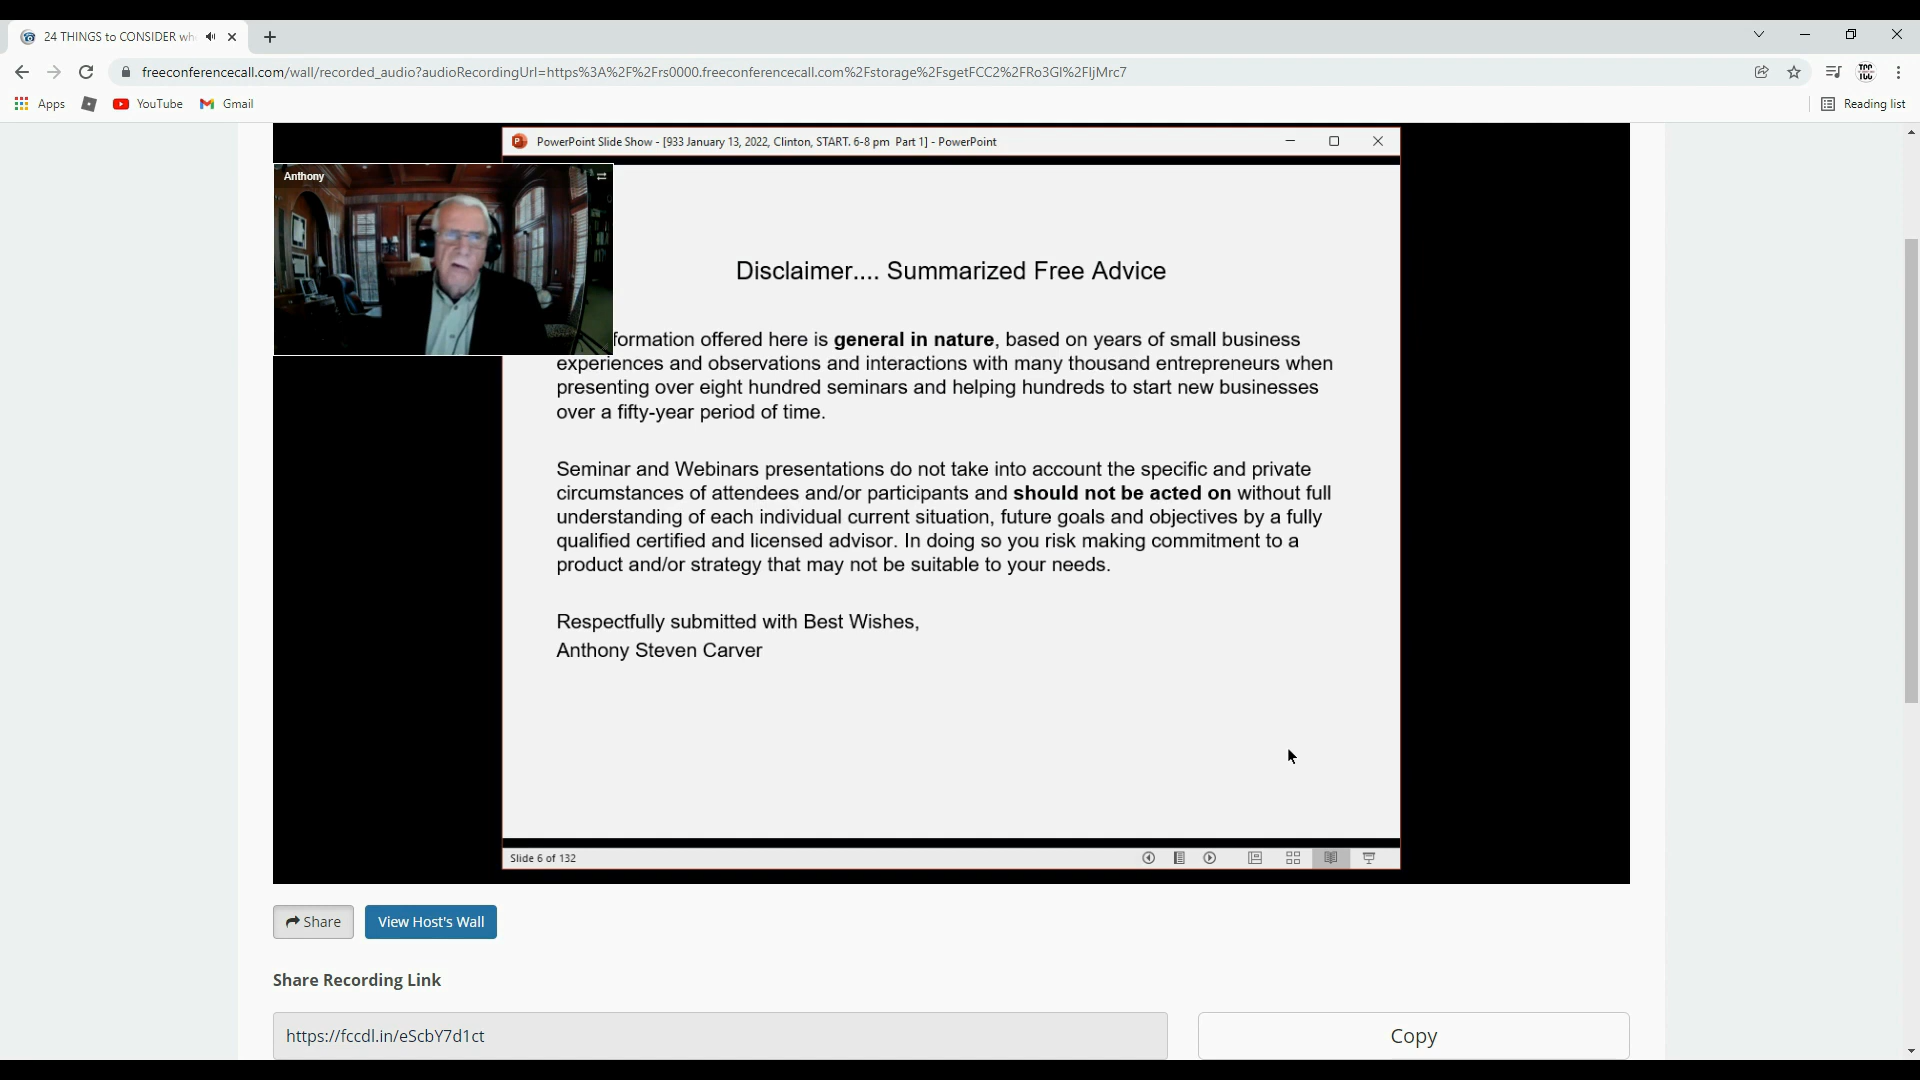 24 THINGS to CONSIDER wh
freeconferencecall.com/wall/recorded_audio?audioRecordingUrl=https%3A%2F%2Frs0000.freeconferencecall.com%2Fstorage%2FsgetFCC2%2FRo3GI%2FIjMrc7
Apps YouTube Gmail Reading list
PowerPoint Slide Show - [933 January 13, 2022, Clinton, START. 6-8 pm Part 1] - PowerPoint
Anthony
Disclaimer.... Summarized Free Advice
formation offered here is general in nature, based on years of small business
experiences and observations and interactions with many thousand entrepreneurs when
presenting over eight hundred seminars and helping hundreds to start new businesses
over a fifty-year period of time.
Seminar and Webinars presentations do not take into account the specific and private
circumstances of attendees and/or participants and should not be acted on without full
understanding of each individual current situation, future goals and objectives by a fully
qualified certified and licensed advisor. In doing so you risk making commitment to a
product and/or strategy that may not be suitable to your needs.
Respectfully submitted with Best Wishes,
Anthony Steven Carver
Slide 6 of 132
Share View Host's Wall
Share Recording Link
https://fccdl.in/eScbY7d1ct Copy